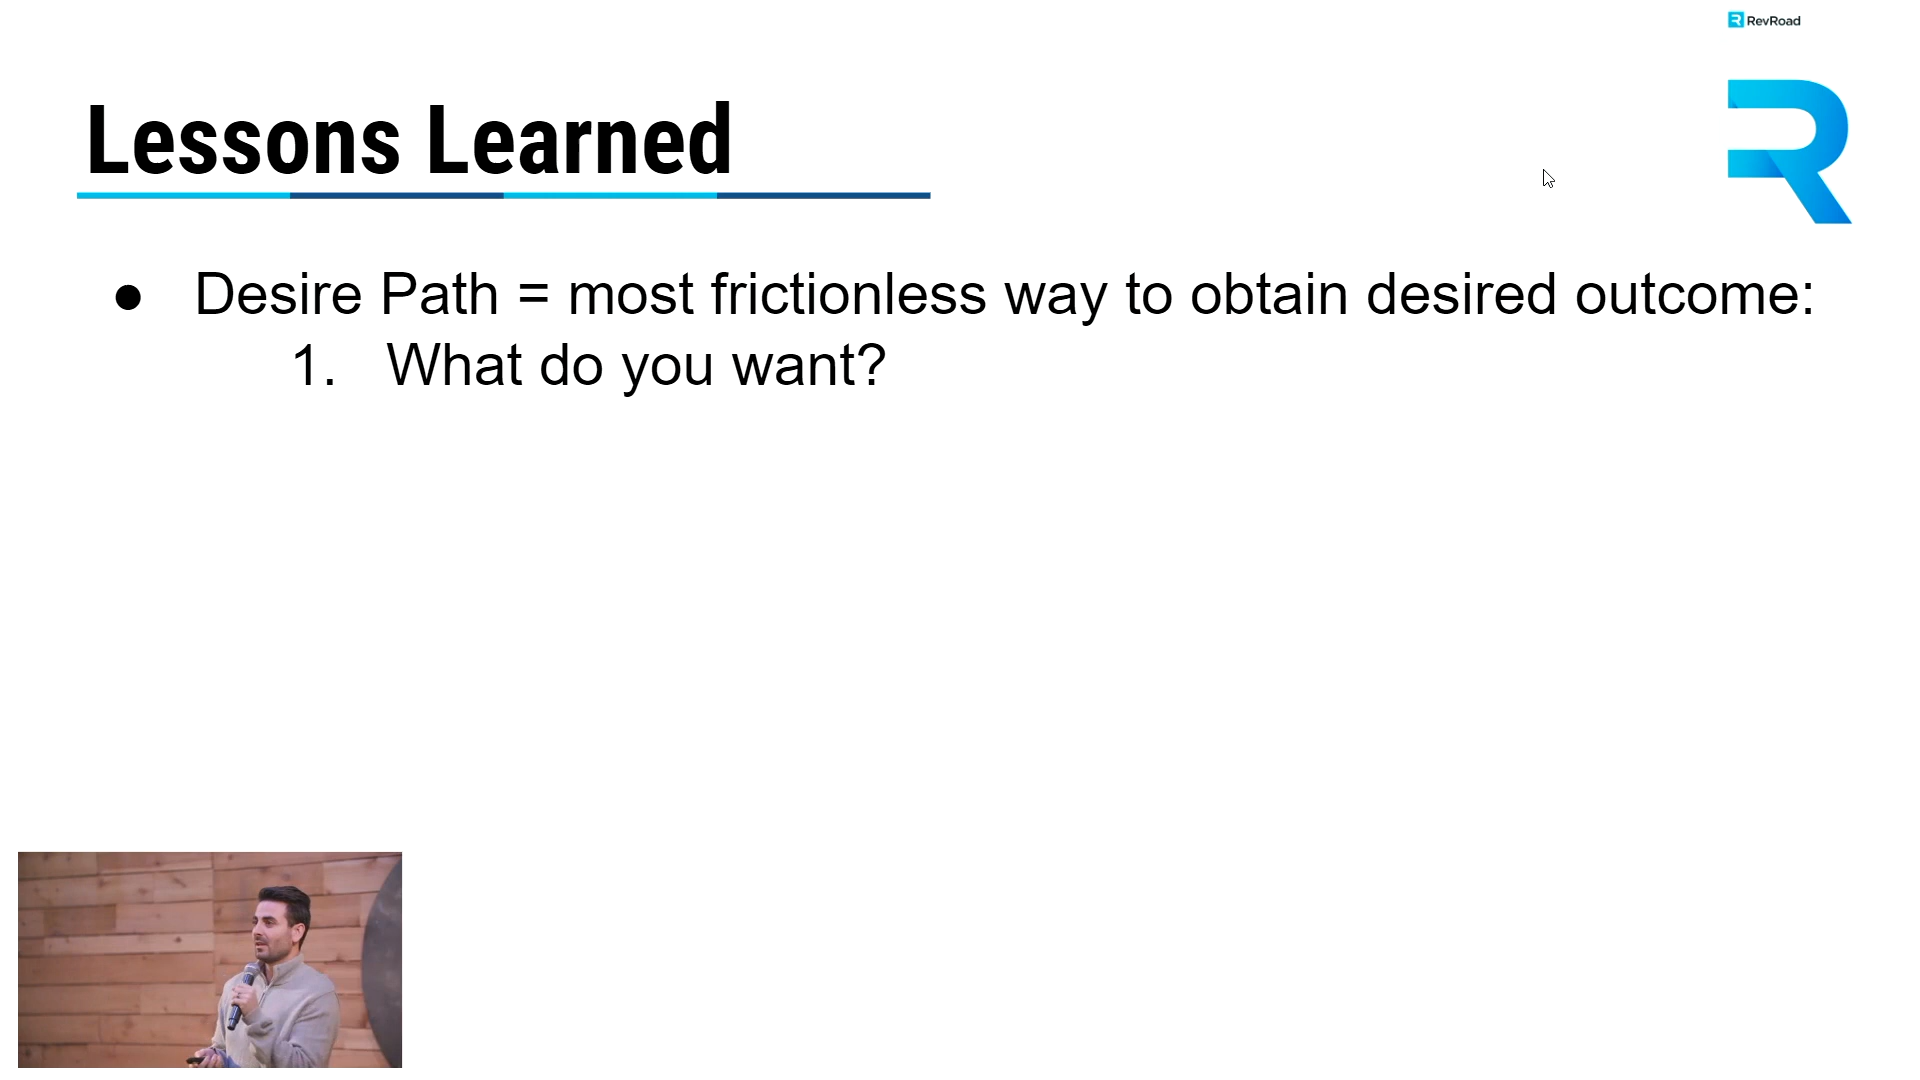 RevRoad
Lessons Learned
● Desire Path = most frictionless way to obtain desired outcome:
1. What do you want?